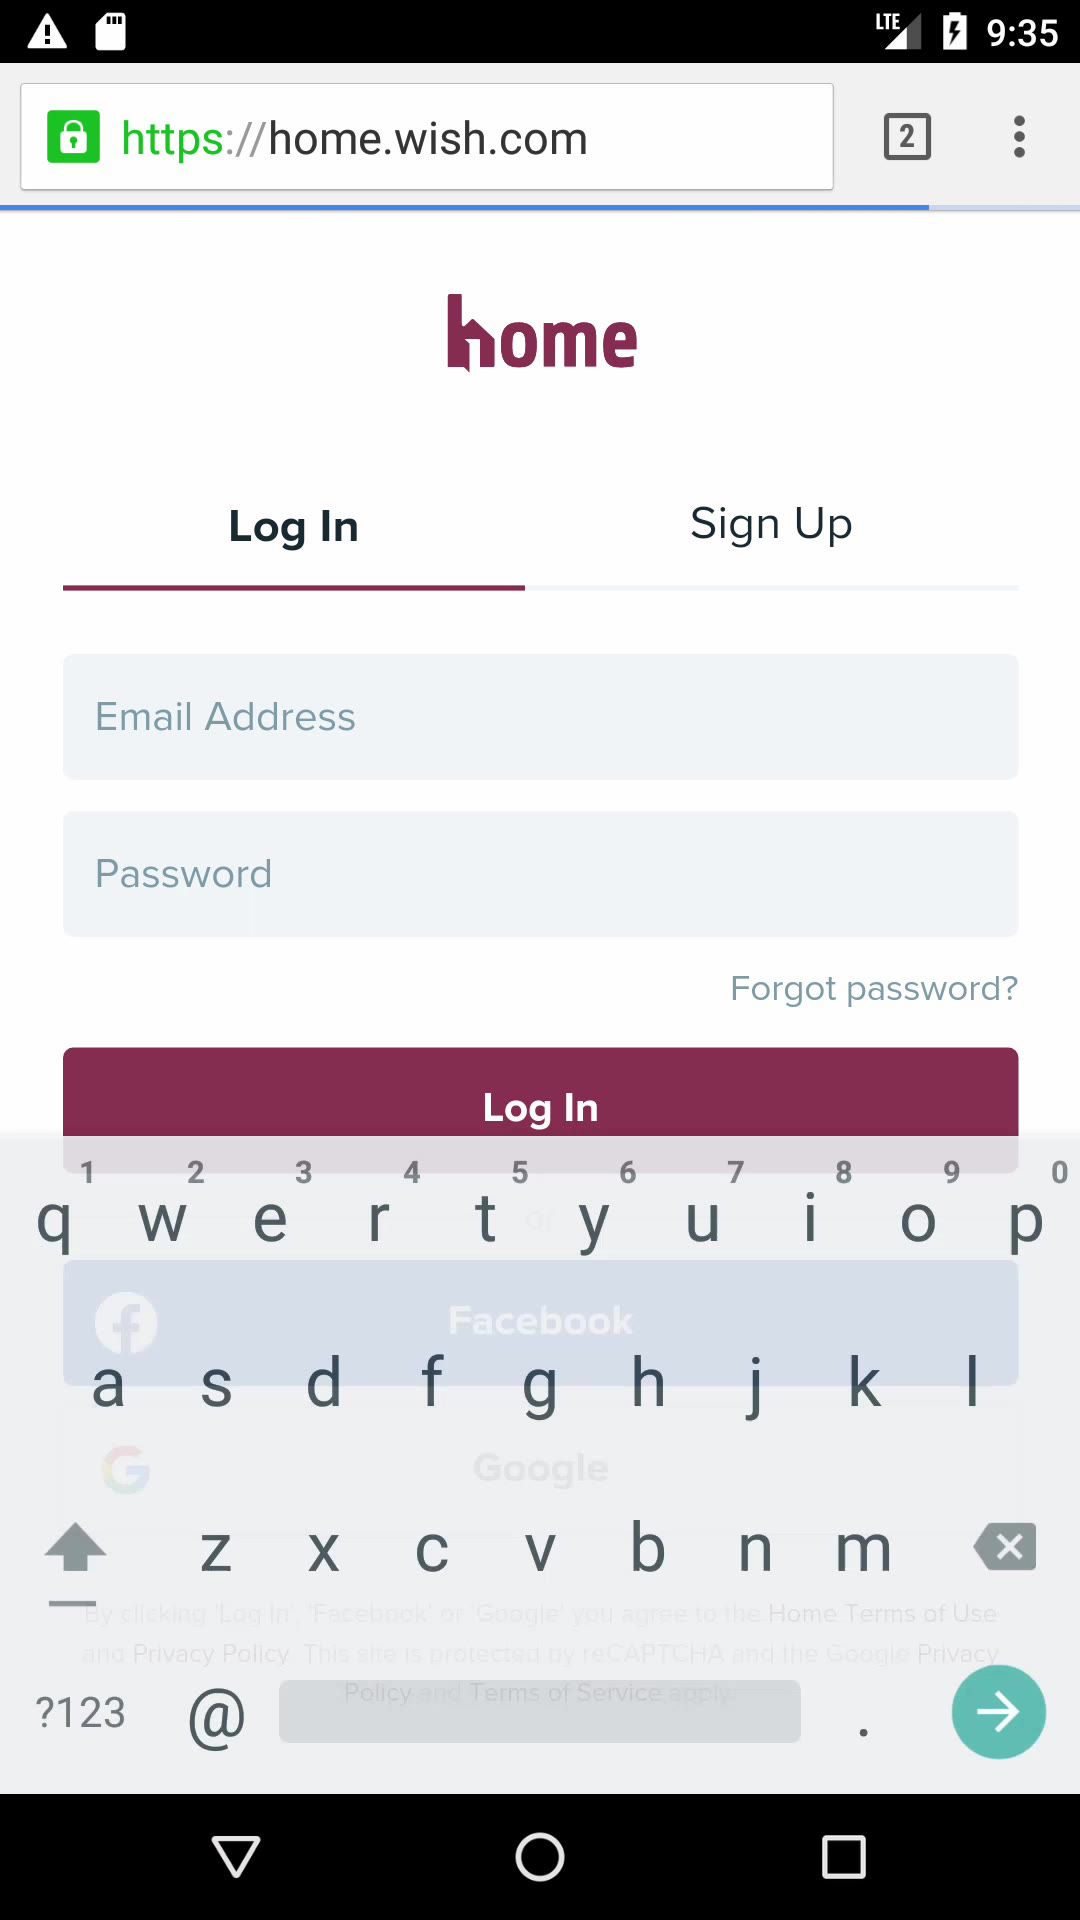 LTE 9:35
https://home.wish.com 2
home
Log In Sign Up
Email Address
Password
Forgot password?
Log In
1 2 3 4 5 6 7 8 9 0
q w e r t y u i o p
or
Facebook
a s d f g h j k l
Google
z x c v b n m
By clicking 'Log In', 'Facebook' or 'Google' you agree to the Home Terms of Use
and Privacy Policy. This site is protected by reCAPTCHA and the Google Privacy
Policy and Terms of Service apply.
?123 @ .